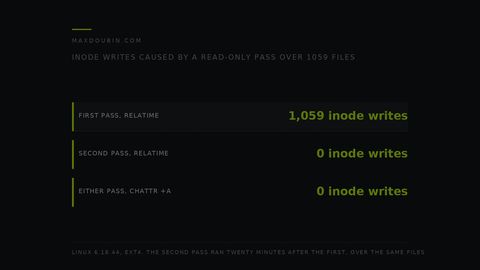 MAXDOURIN.COM
INODE WRITES CAUSED BY A READ-ONLY PASS OVER 1059 FILES
FIRST PASS, RELATIME
1,059 inode writes
SECOND PASS, RELATIME
0 inode writes
EITHER PASS, CHATTR +A
0 inode writes
LINUX 6.18.44, EXT4. THE SECOND PASS RAN TWENTY MINUTES AFTER THE FIRST, OVER THE SAME FILES